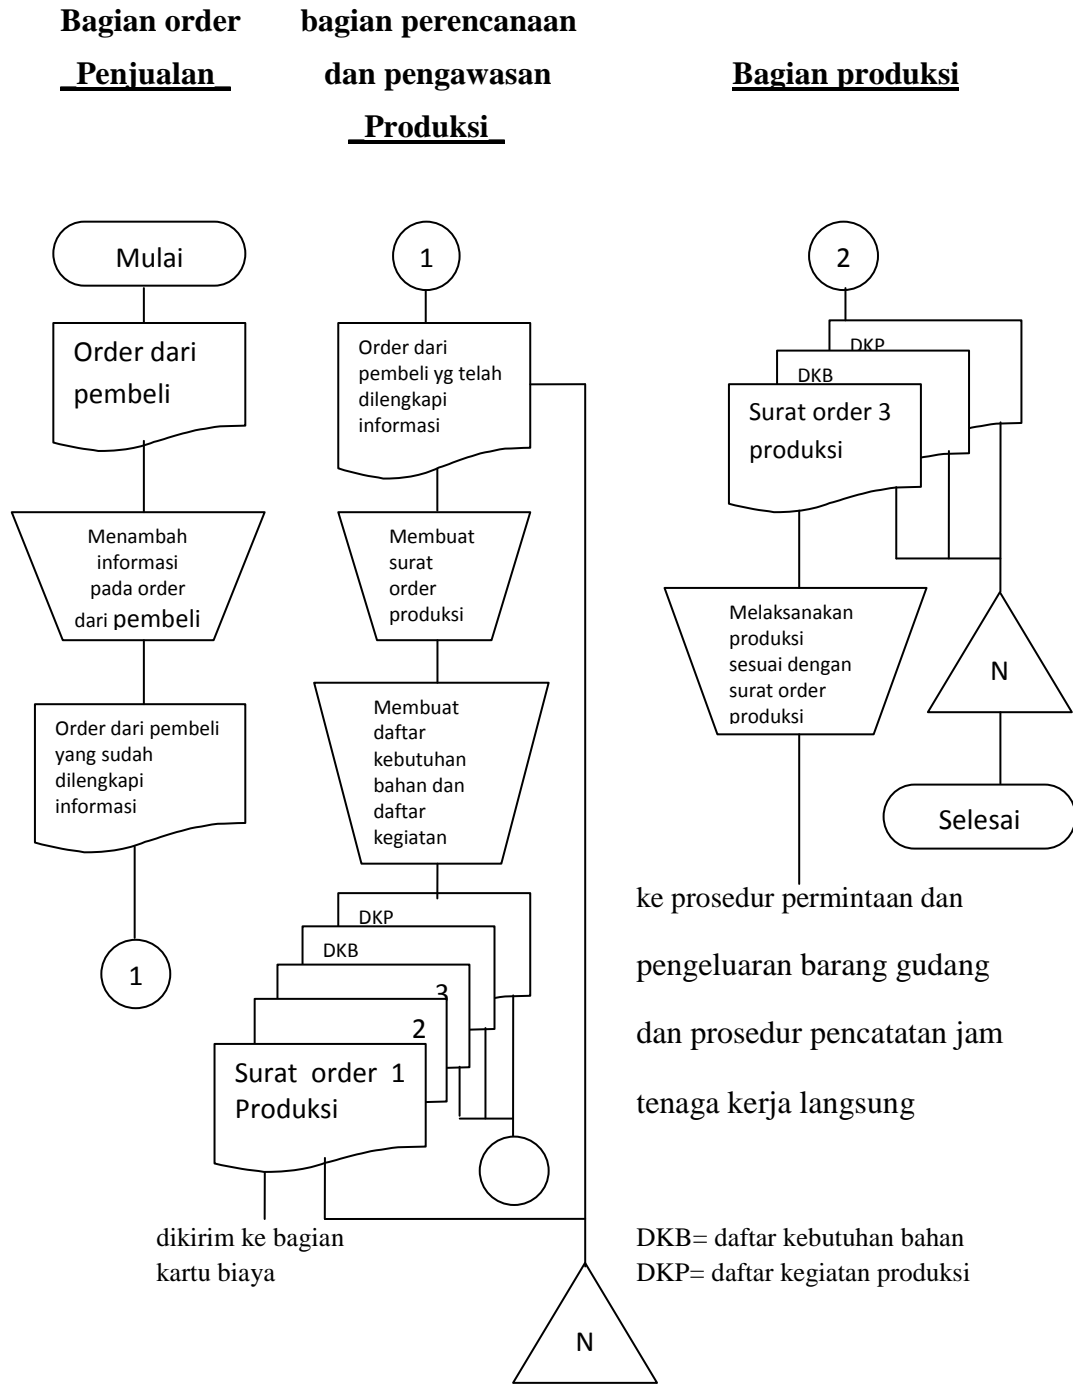 Bagian order
_Penjualan_
bagian perencanaan
dan pengawasan
_Produksi_
Bagian produksi
Mulai
Order dari
pembeli
Menambah
informasi
pada order
dari pembeli
Order dari pembeli
yang sudah
dilengkapi
informasi
1
1
Order dari
pembeli yg telah
dilengkapi
informasi
Membuat
surat
order
produksi
Membuat
daftar
kebutuhan
bahan dan
daftar
kegiatan
DKP
DKB
3
2
Surat order 1
Produksi
dikirim ke bagian
kartu biaya
N
2
DKP
DKB
Surat order 3
produksi
Melaksanakan
produksi
sesuai dengan
surat order
produksi
N
Selesai
ke prosedur permintaan dan
pengeluaran barang gudang
dan prosedur pencatatan jam
tenaga kerja langsung
DKB= daftar kebutuhan bahan
DKP= daftar kegiatan produksi